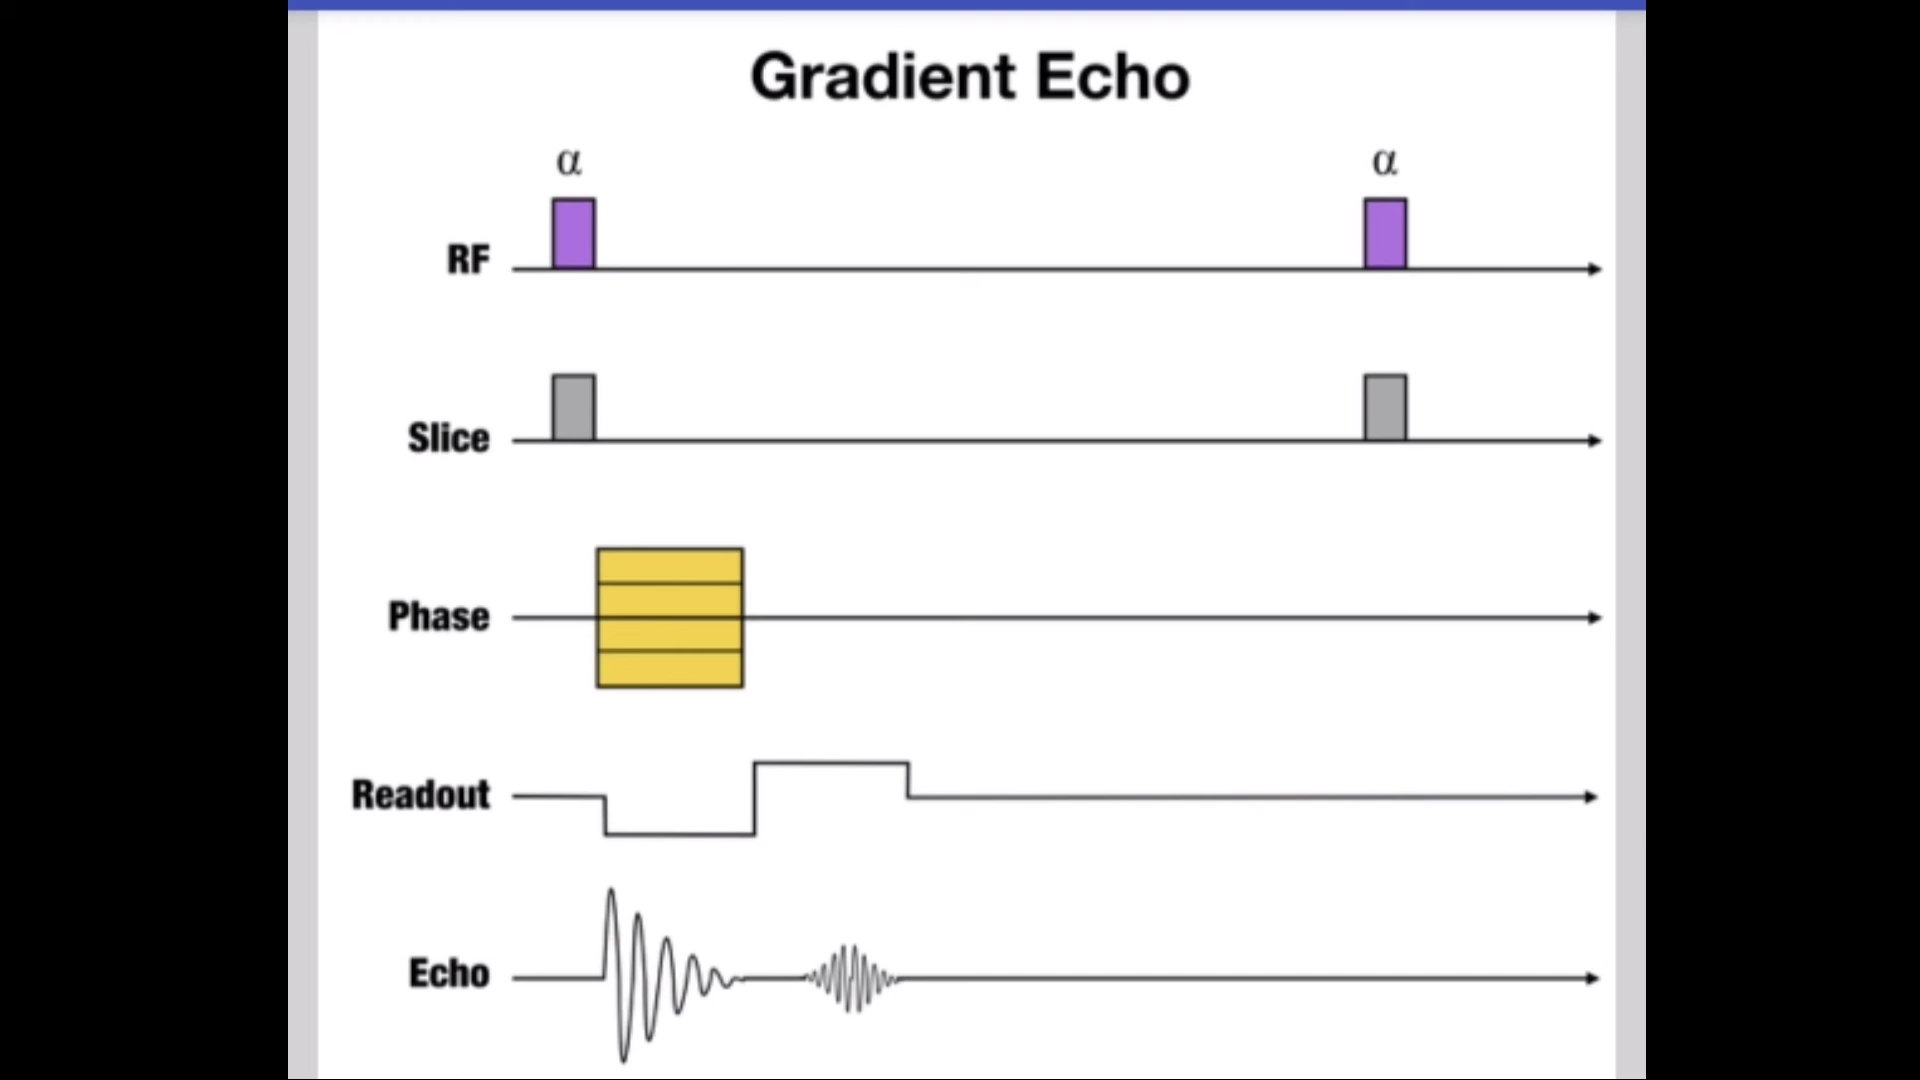 Gradient Echo
α α
RF
Slice
Phase
Readout
Echo